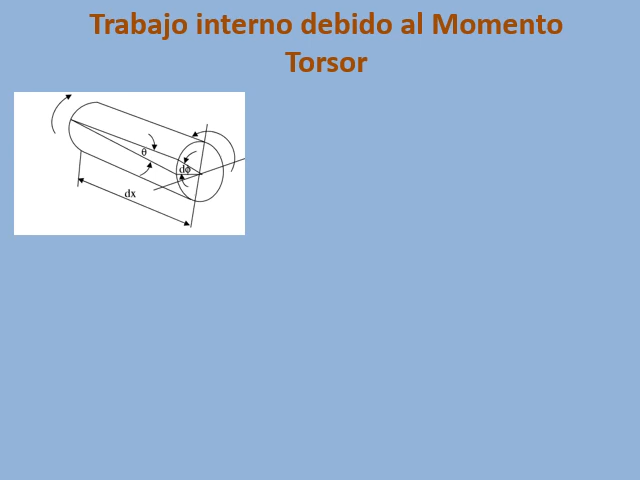 Trabajo interno debido al Momento
Torsor
θ
dϕ
dx